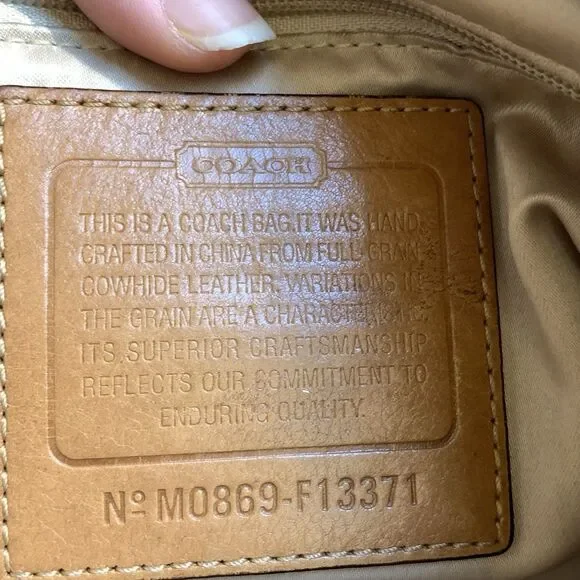 COACH
THIS IS A COACH BAG.IT WAS HAND
CRAFTED IN CHINA FROM FULL GRAIN
COWHIDE LEATHER. VARIATIONS IN
THE GRAIN ARE A CHARACTERISTIC.
ITS SUPERIOR CRAFTSMANSHIP
REFLECTS OUR COMMITMENT TO
ENDURING QUALITY.
Nº M0869-F13371